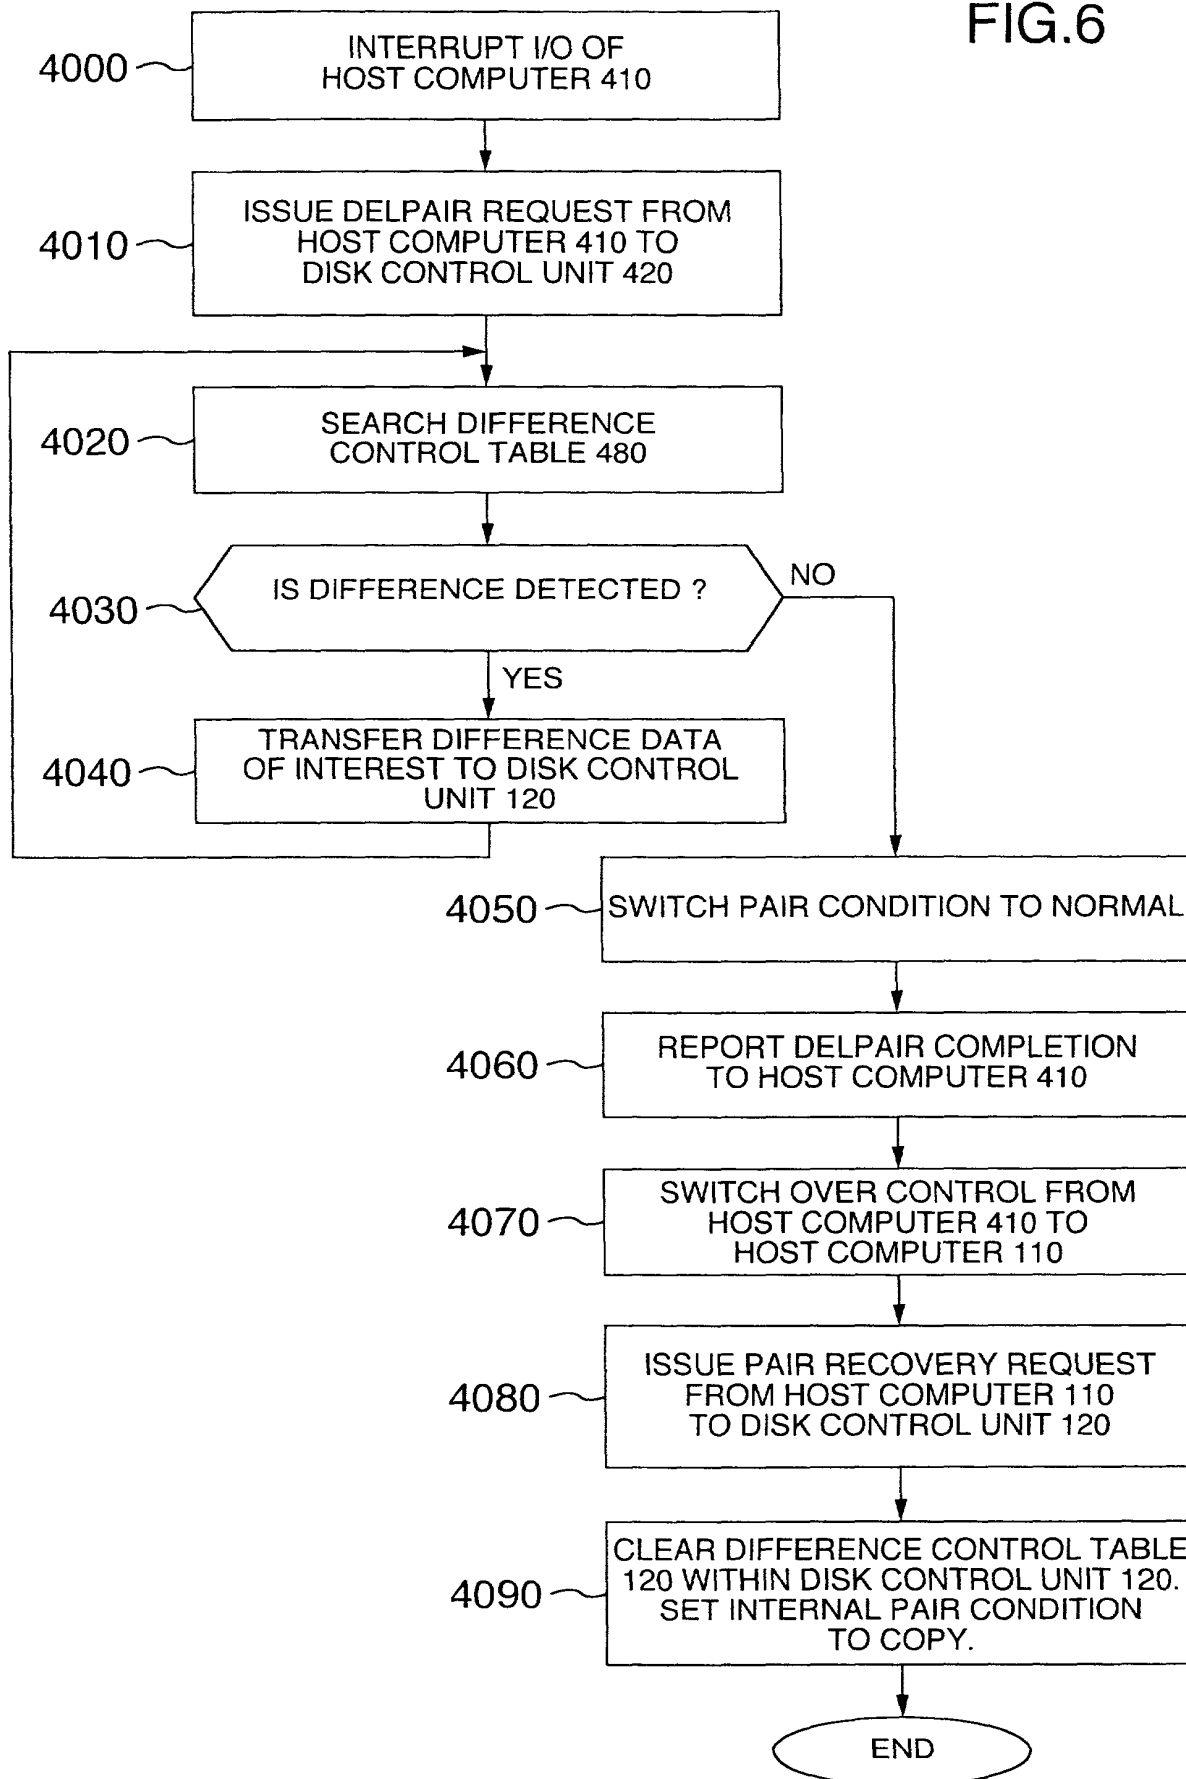 FIG.6
4000
INTERRUPT I/O OF
HOST COMPUTER 410
4010
ISSUE DELPAIR REQUEST FROM
HOST COMPUTER 410 TO
DISK CONTROL UNIT 420
4020
SEARCH DIFFERENCE
CONTROL TABLE 480
4030
IS DIFFERENCE DETECTED ?
NO
YES
4040
TRANSFER DIFFERENCE DATA
OF INTEREST TO DISK CONTROL
UNIT 120
4050
SWITCH PAIR CONDITION TO NORMAL
4060
REPORT DELPAIR COMPLETION
TO HOST COMPUTER 410
4070
SWITCH OVER CONTROL FROM
HOST COMPUTER 410 TO
HOST COMPUTER 110
4080
ISSUE PAIR RECOVERY REQUEST
FROM HOST COMPUTER 110
TO DISK CONTROL UNIT 120
4090
CLEAR DIFFERENCE CONTROL TABLE
120 WITHIN DISK CONTROL UNIT 120.
SET INTERNAL PAIR CONDITION
TO COPY.
END